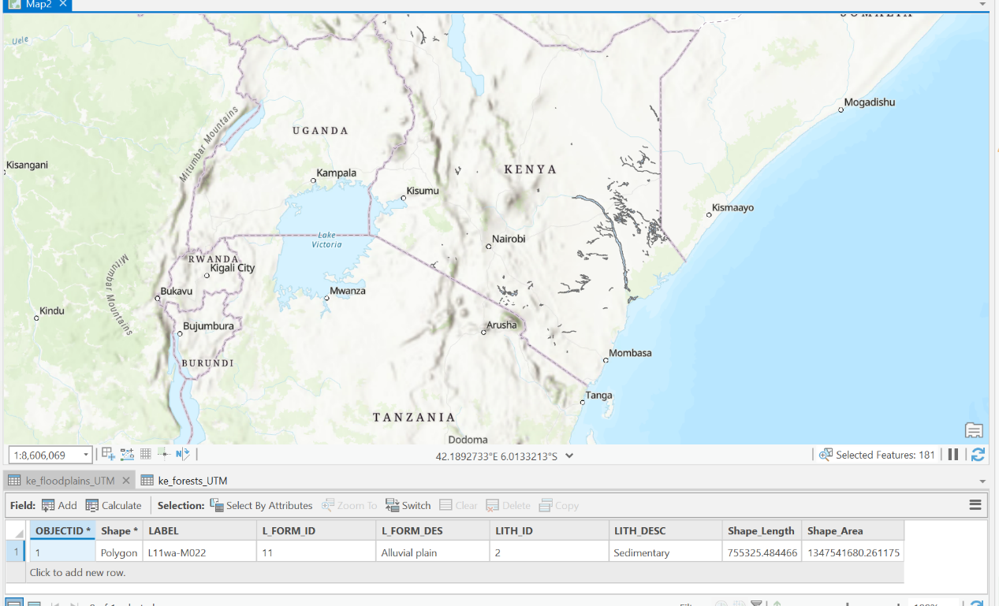 Map2
SOMALIA
Uele
Mogadishu
Mitumbar Mountains
UGANDA
Kisangani
Kampala
KENYA
Kisumu
Kismaayo
Lake
Victoria
Nairobi
RWANDA
Kigali City
Mitumbar Mountains
Bukavu
Mwanza
Kindu
Bujumbura
Arusha
Mombasa
BURUNDI
Tanga
TANZANIA
Dodoma
1:8,606,069
42.1892733°E 6.0133213°S
Selected Features: 181
ke_floodplains_UTM
ke_forests_UTM
Field: Add Calculate Selection: Select By Attributes Zoom To Switch Clear Delete Copy
OBJECTID * Shape * LABEL L_FORM_ID L_FORM_DES LITH_ID LITH_DESC Shape_Length Shape_Area
1 1 Polygon L11wa-M022 11 Alluvial plain 2 Sedimentary 755325.484466 1347541680.261175
Click to add new row.